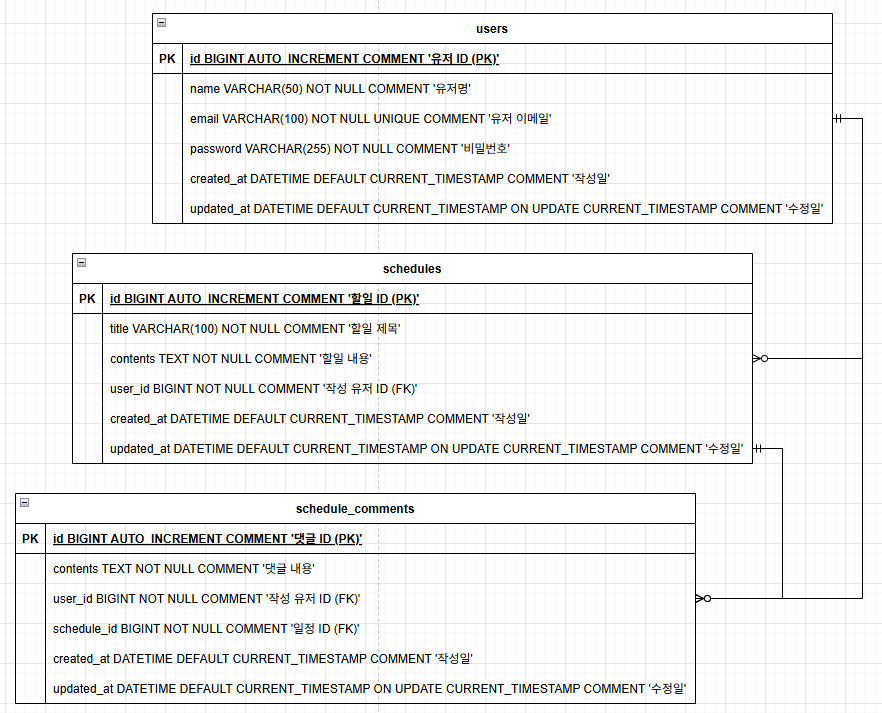 users
PK id BIGINT AUTO_INCREMENT COMMENT '유저 ID (PK)'
name VARCHAR(50) NOT NULL COMMENT '유저명'
email VARCHAR(100) NOT NULL UNIQUE COMMENT '유저 이메일'
password VARCHAR(255) NOT NULL COMMENT '비밀번호'
created_at DATETIME DEFAULT CURRENT_TIMESTAMP COMMENT '작성일'
updated_at DATETIME DEFAULT CURRENT_TIMESTAMP ON UPDATE CURRENT_TIMESTAMP COMMENT '수정일'
schedules
PK id BIGINT AUTO_INCREMENT COMMENT '할일 ID (PK)'
title VARCHAR(100) NOT NULL COMMENT '할일 제목'
contents TEXT NOT NULL COMMENT '할일 내용'
user_id BIGINT NOT NULL COMMENT '작성 유저 ID (FK)'
created_at DATETIME DEFAULT CURRENT_TIMESTAMP COMMENT '작성일'
updated_at DATETIME DEFAULT CURRENT_TIMESTAMP ON UPDATE CURRENT_TIMESTAMP COMMENT '수정일'
schedule_comments
PK id BIGINT AUTO_INCREMENT COMMENT '댓글 ID (PK)'
contents TEXT NOT NULL COMMENT '댓글 내용'
user_id BIGINT NOT NULL COMMENT '작성 유저 ID (FK)'
schedule_id BIGINT NOT NULL COMMENT '일정 ID (FK)'
created_at DATETIME DEFAULT CURRENT_TIMESTAMP COMMENT '작성일'
updated_at DATETIME DEFAULT CURRENT_TIMESTAMP ON UPDATE CURRENT_TIMESTAMP COMMENT '수정일'